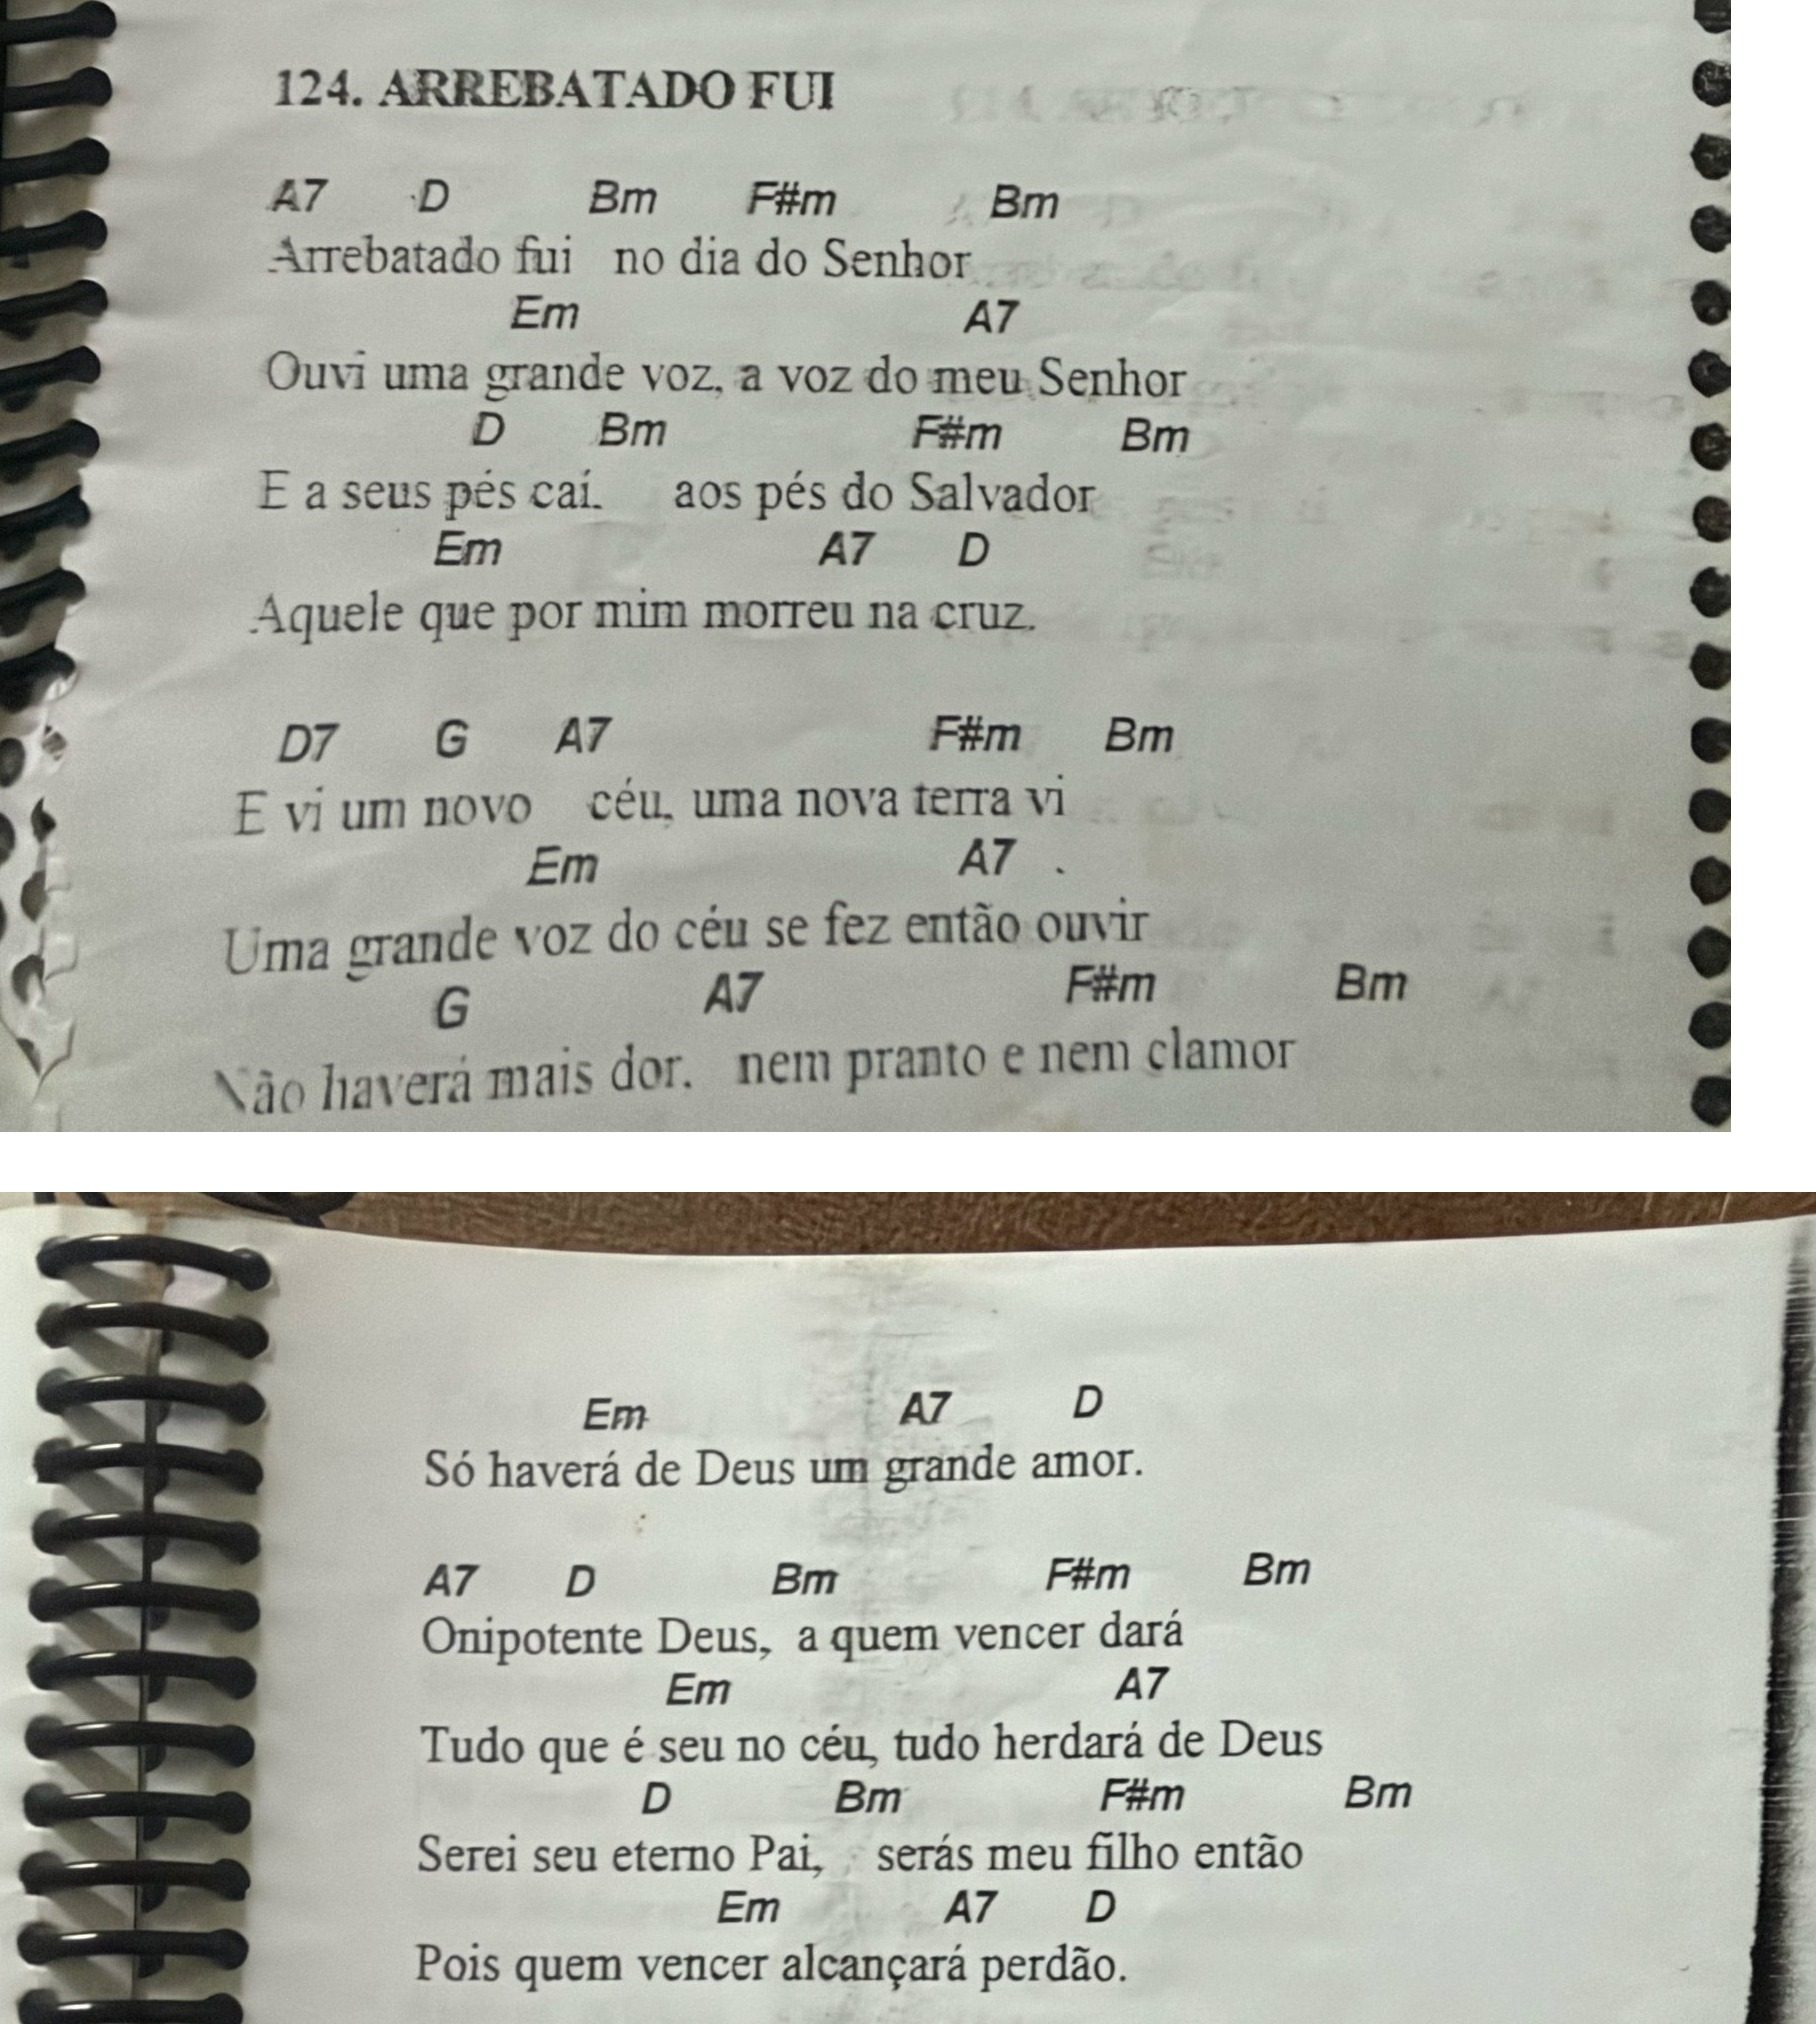 124. ARREBATADO FUI
A7 D Bm F#m Bm
Arrebatado fui no dia do Senhor
Em A7
Ouvi uma grande voz, a voz do meu Senhor
D Bm F#m Bm
E a seus pés caí. aos pés do Salvador
Em A7 D
Aquele que por mim morreu na cruz.
D7 G A7 F#m Bm
E vi um novo céu, uma nova terra vi
Em A7
Uma grande voz do céu se fez então ouvir
G A7 F#m Bm
Não haverá mais dor. nem pranto e nem clamor
Em A7 D
Só haverá de Deus um grande amor.
A7 D Bm F#m Bm
Onipotente Deus, a quem vencer dará
Em A7
Tudo que é seu no céu, tudo herdará de Deus
D Bm F#m Bm
Serei seu eterno Pai, serás meu filho então
Em A7 D
Pois quem vencer alcançará perdão.